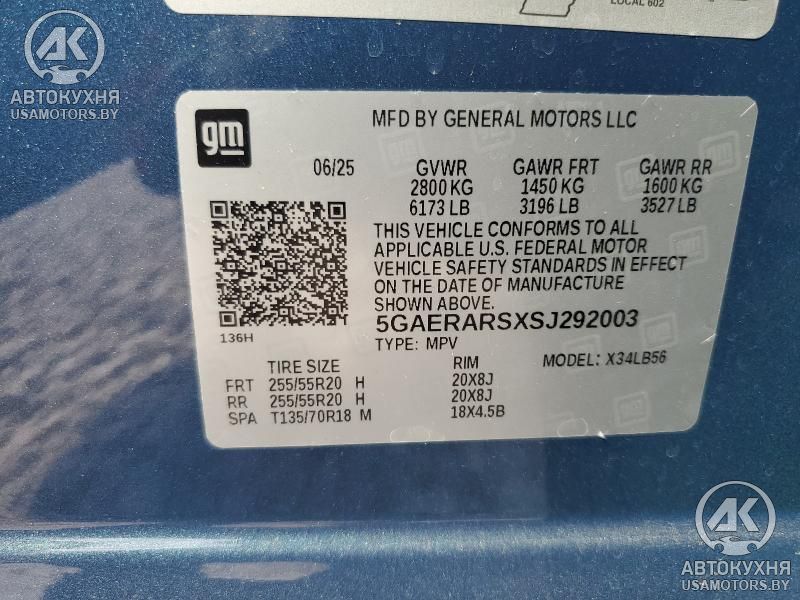 LOCAL 602
AK
АВТОКУХНЯ
USAMOTORS.BY
gm
MFD BY GENERAL MOTORS LLC
06/25
GVWR GAWR FRT GAWR RR
2800 KG 1450 KG 1600 KG
6173 LB 3196 LB 3527 LB
THIS VEHICLE CONFORMS TO ALL
APPLICABLE U.S. FEDERAL MOTOR
VEHICLE SAFETY STANDARDS IN EFFECT
ON THE DATE OF MANUFACTURE
SHOWN ABOVE.
5GAERARSXSJ292003
136H
TYPE: MPV
MODEL: X34LB56
TIRE SIZE RIM
FRT 255/55R20 H 20X8J
RR 255/55R20 H 20X8J
SPA T135/70R18 M 18X4.5B
AK
АВТОКУХНЯ
USAMOTORS.BY